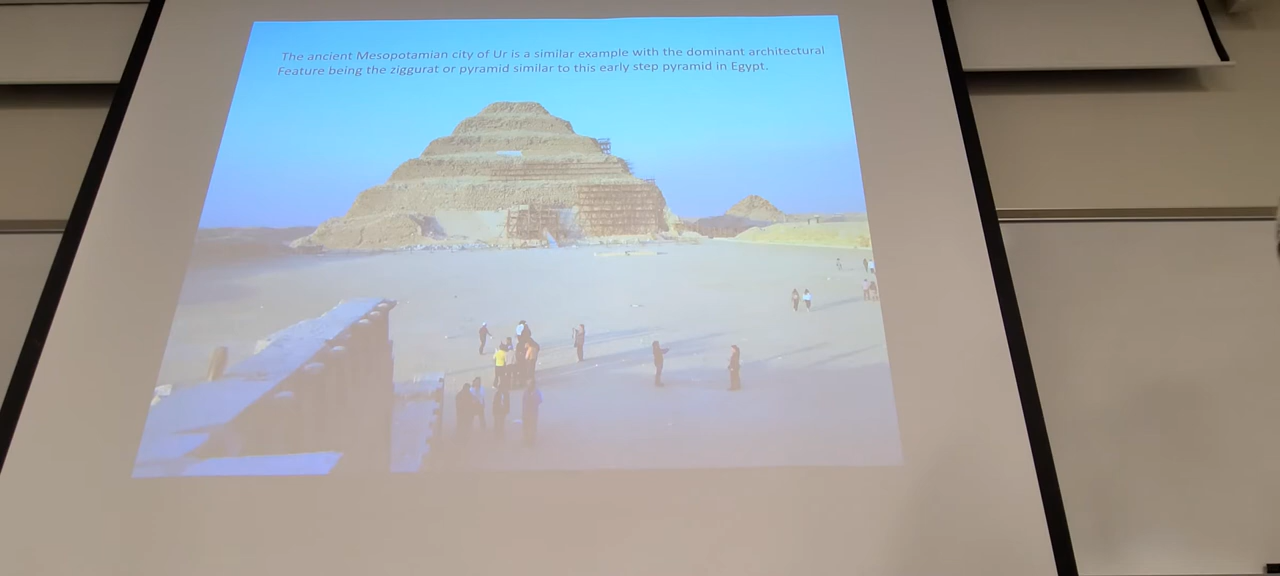 The ancient Mesopotamian city of Ur is a similar example with the dominant architectural
Feature being the ziggurat or pyramid similar to this early step pyramid in Egypt.